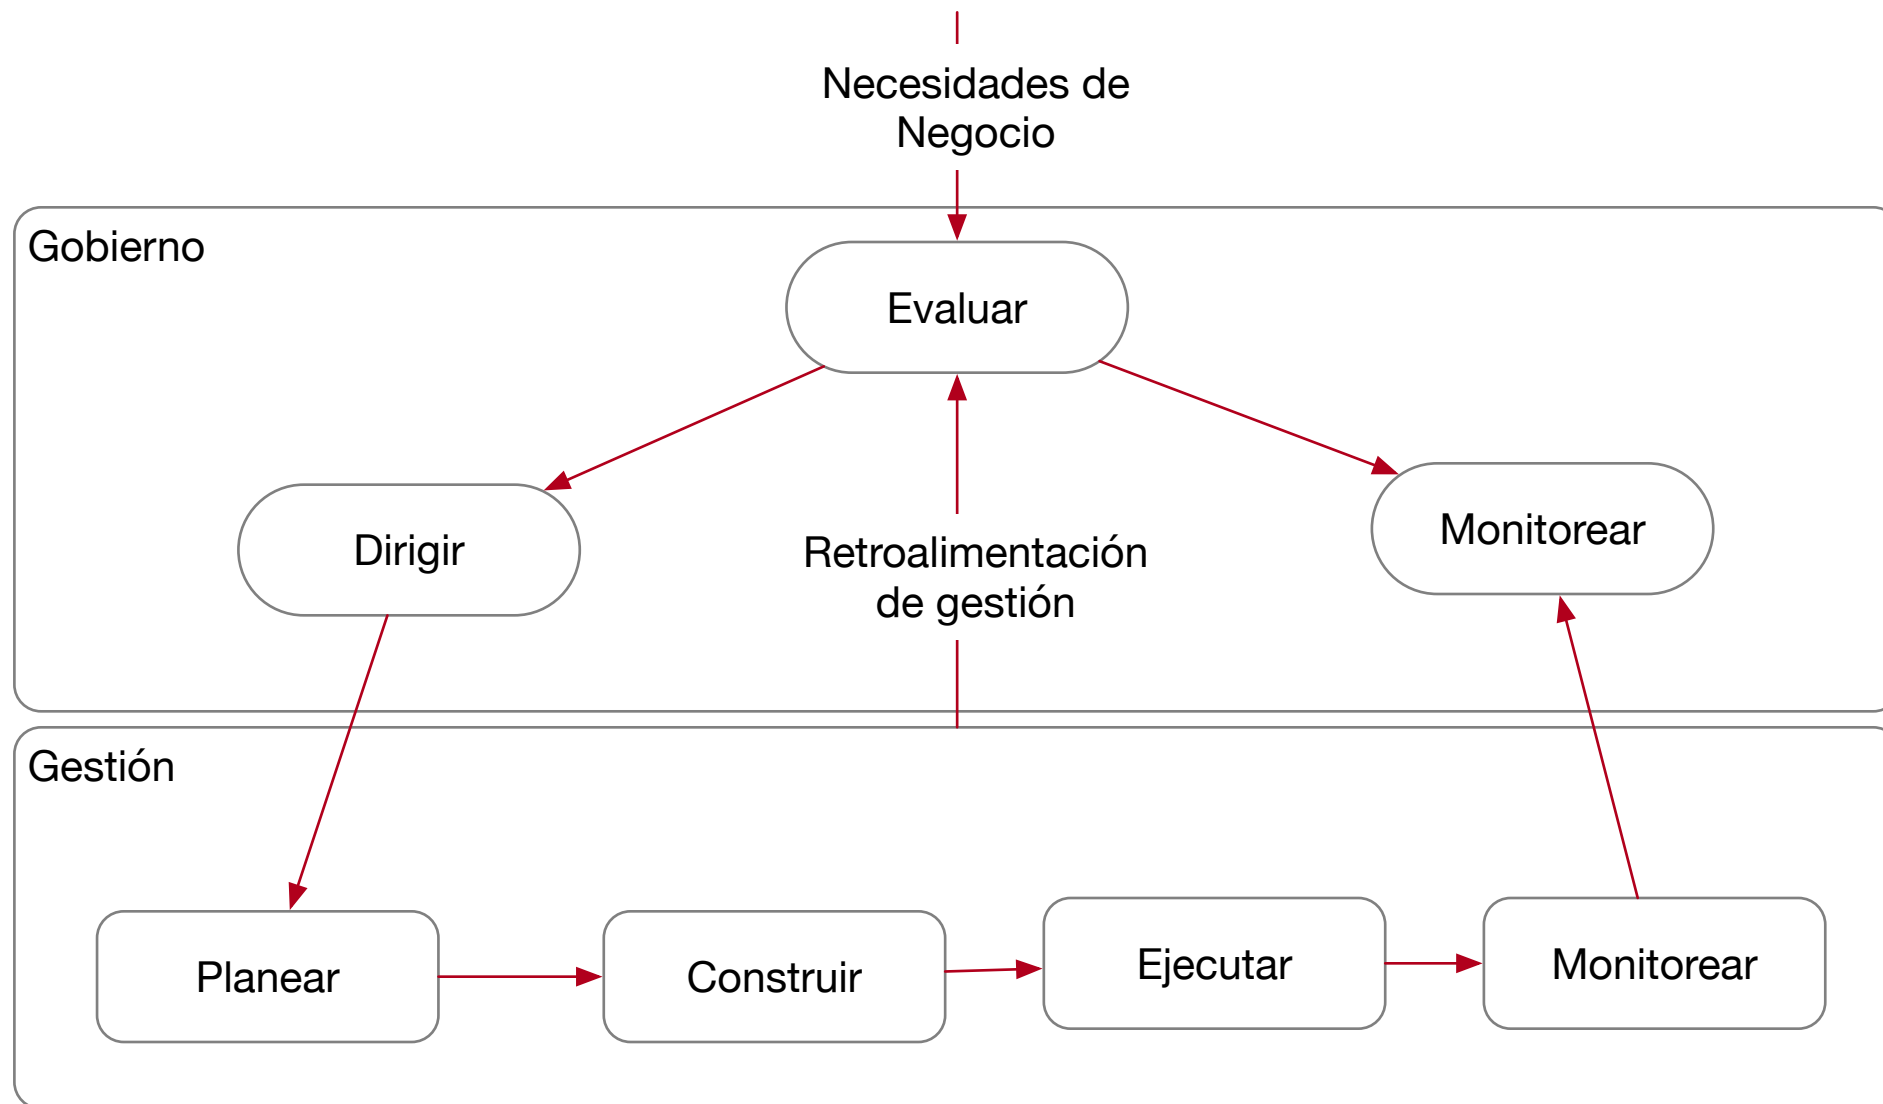 Necesidades de
Negocio
Gobierno
Evaluar
Dirigir
Retroalimentación
de gestión
Monitorear
Gestión
Planear
Construir
Ejecutar
Monitorear